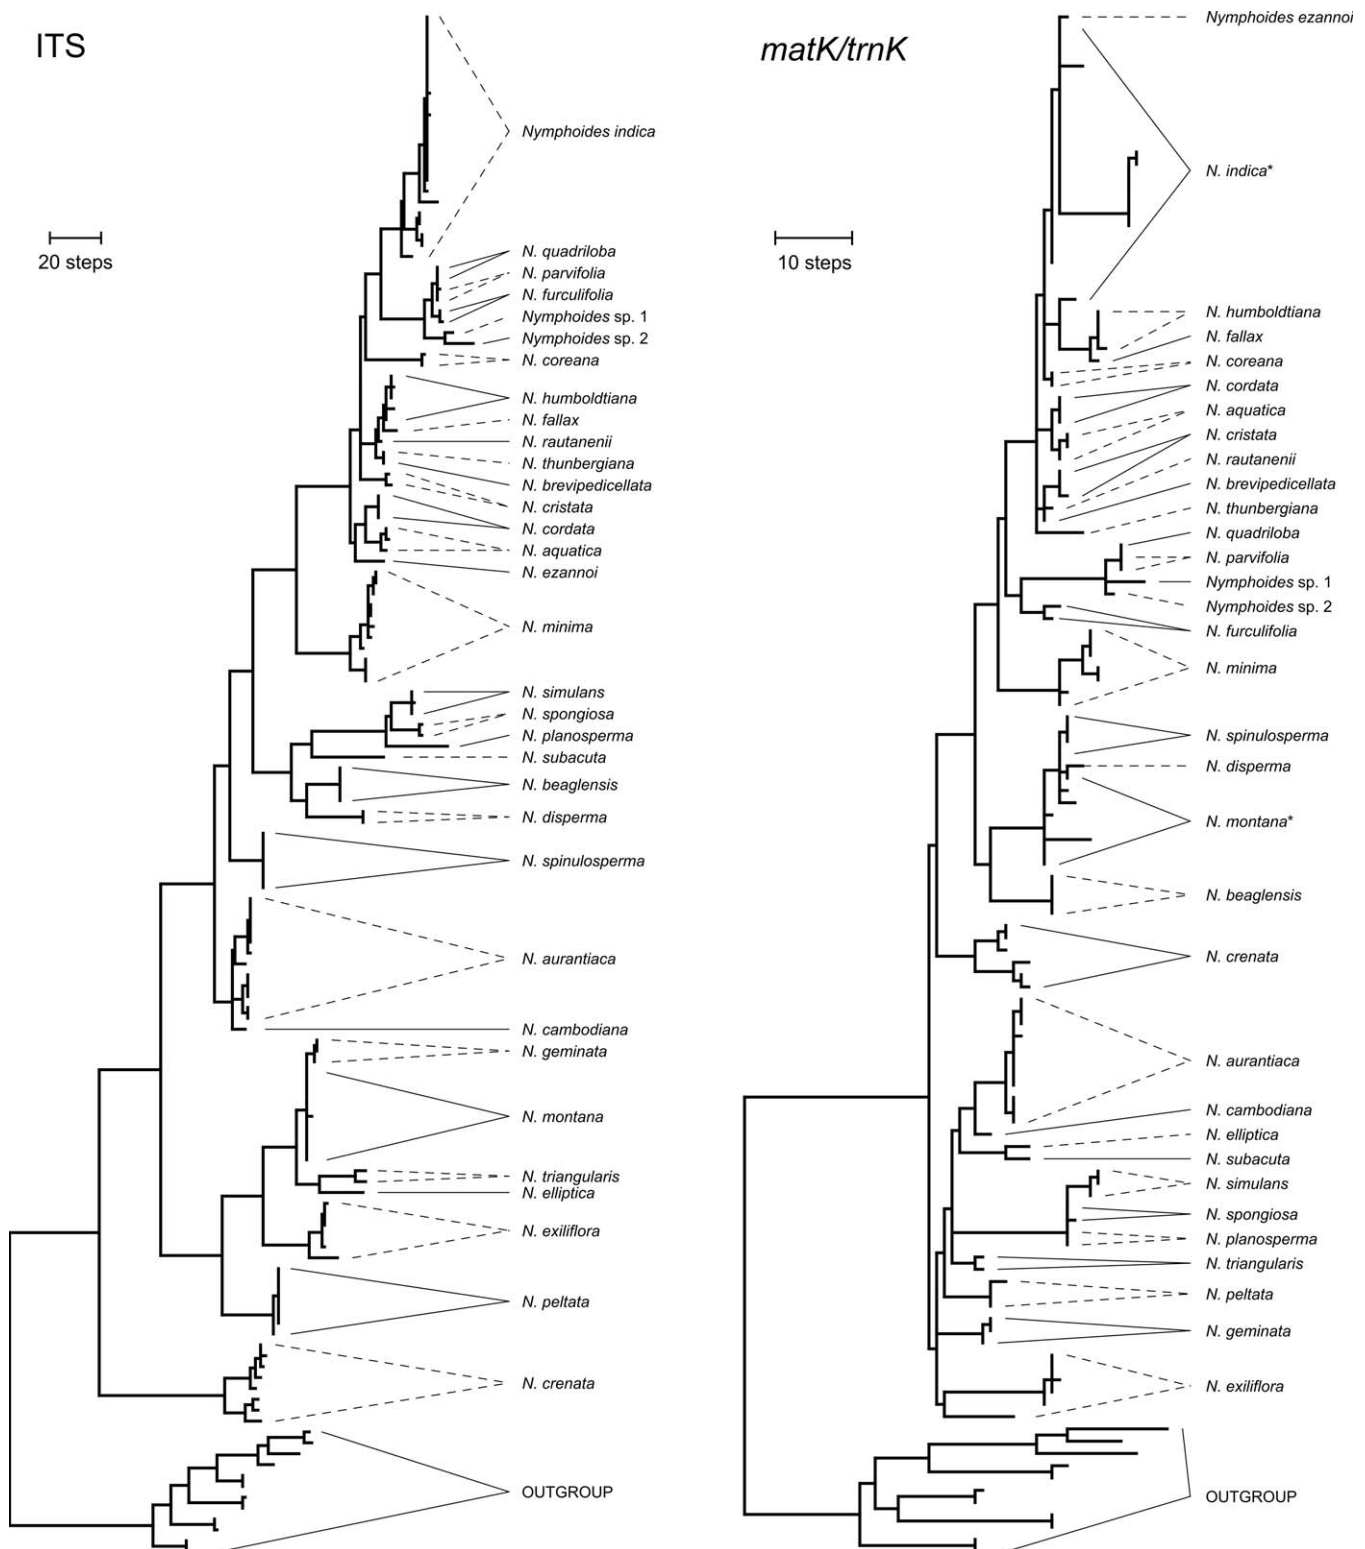 ITS
20 steps
Nymphoides indica
N. quadriloba
N. parvifolia
N. furculifolia
Nymphoides sp. 1
Nymphoides sp. 2
N. coreana
N. humboldtiana
N. fallax
N. rautanenii
N. thunbergiana
N. brevipedicellata
N. cristata
N. cordata
N. aquatica
N. ezannoi
N. minima
N. simulans
N. spongiosa
N. planosperma
N. subacuta
N. beaglensis
N. disperma
N. spinulosperma
N. aurantiaca
N. cambodiana
N. geminata
N. montana
N. triangularis
N. elliptica
N. exiliflora
N. peltata
N. crenata
OUTGROUP
matK/trnK
10 steps
Nymphoides ezannoi
N. indica*
N. humboldtiana
N. fallax
N. coreana
N. cordata
N. aquatica
N. cristata
N. rautanenii
N. brevipedicellata
N. thunbergiana
N. quadriloba
N. parvifolia
Nymphoides sp. 1
Nymphoides sp. 2
N. furculifolia
N. minima
N. spinulosperma
N. disperma
N. montana*
N. beaglensis
N. crenata
N. aurantiaca
N. cambodiana
N. elliptica
N. subacuta
N. simulans
N. spongiosa
N. planosperma
N. triangularis
N. peltata
N. geminata
N. exiliflora
OUTGROUP